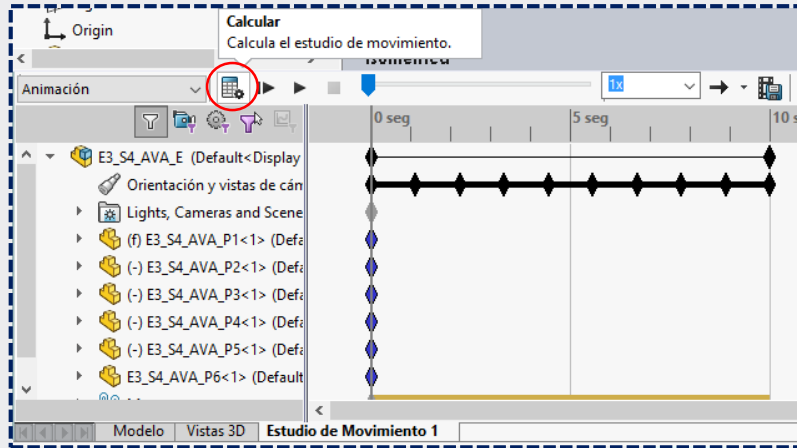 Origin
Calcular
Calcula el estudio de movimiento.
Isométrica
Animación
1x
0 seg
5 seg
10 s
E3_S4_AVA_E (Default<Display
Orientación y vistas de cám
Lights, Cameras and Scene
(f) E3_S4_AVA_P1<1> (Defa
(-) E3_S4_AVA_P2<1> (Defa
(-) E3_S4_AVA_P3<1> (Defa
(-) E3_S4_AVA_P4<1> (Defa
(-) E3_S4_AVA_P5<1> (Defa
E3_S4_AVA_P6<1> (Default
Modelo
Vistas 3D
Estudio de Movimiento 1